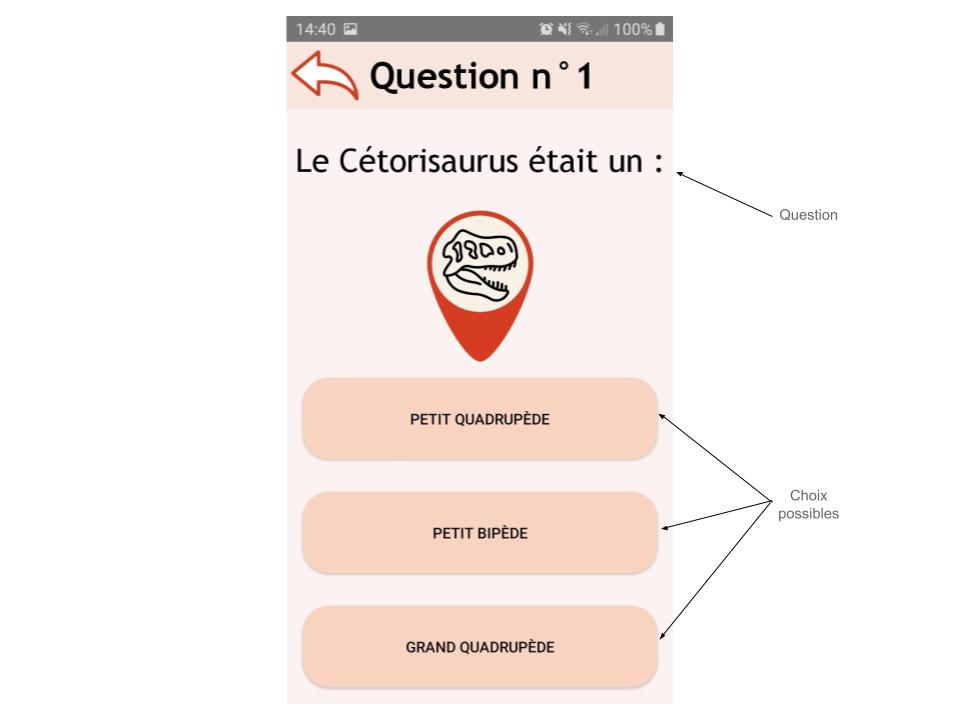 14:40 100%
Question n°1
Le Cétorisaurus était un :
Question
PETIT QUADRUPÈDE
Choix
possibles
PETIT BIPÈDE
GRAND QUADRUPÈDE